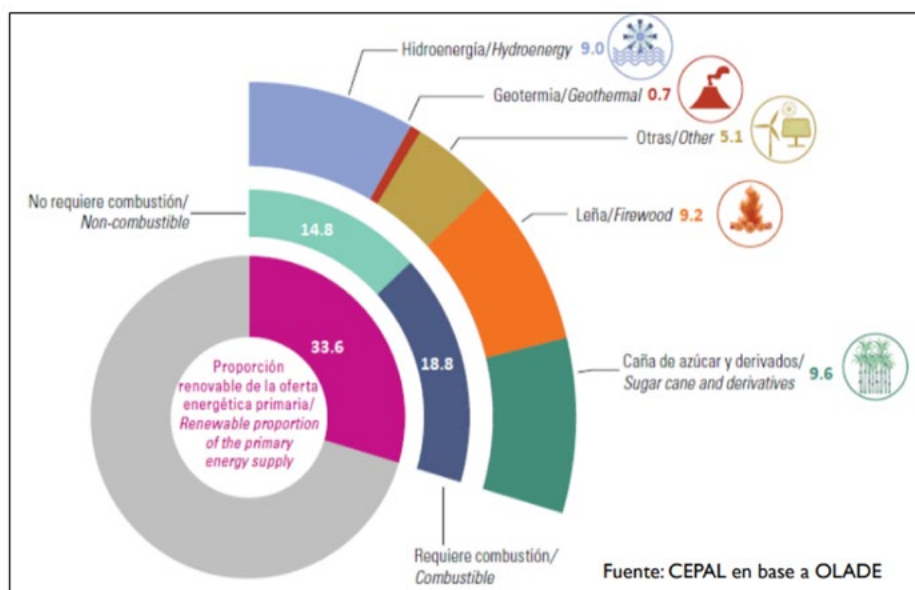 Hidroenergía/Hydroenergy 9.0
Geotermia/Geothermal 0.7
Otras/Other 5.1
No requiere combustión/
Non-combustible
Leña/Firewood 9.2
14.8
33.6
18.8
Proporción
renovable de la oferta
energética primaria/
Renewable proportion
of the primary
energy supply
Caña de azúcar y derivados/
Sugar cane and derivatives 9.6
Requiere combustión/
Combustible
Fuente: CEPAL en base a OLADE